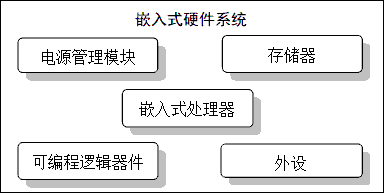 嵌入式硬件系统
电源管理模块
存储器
嵌入式处理器
可编程逻辑器件
外设